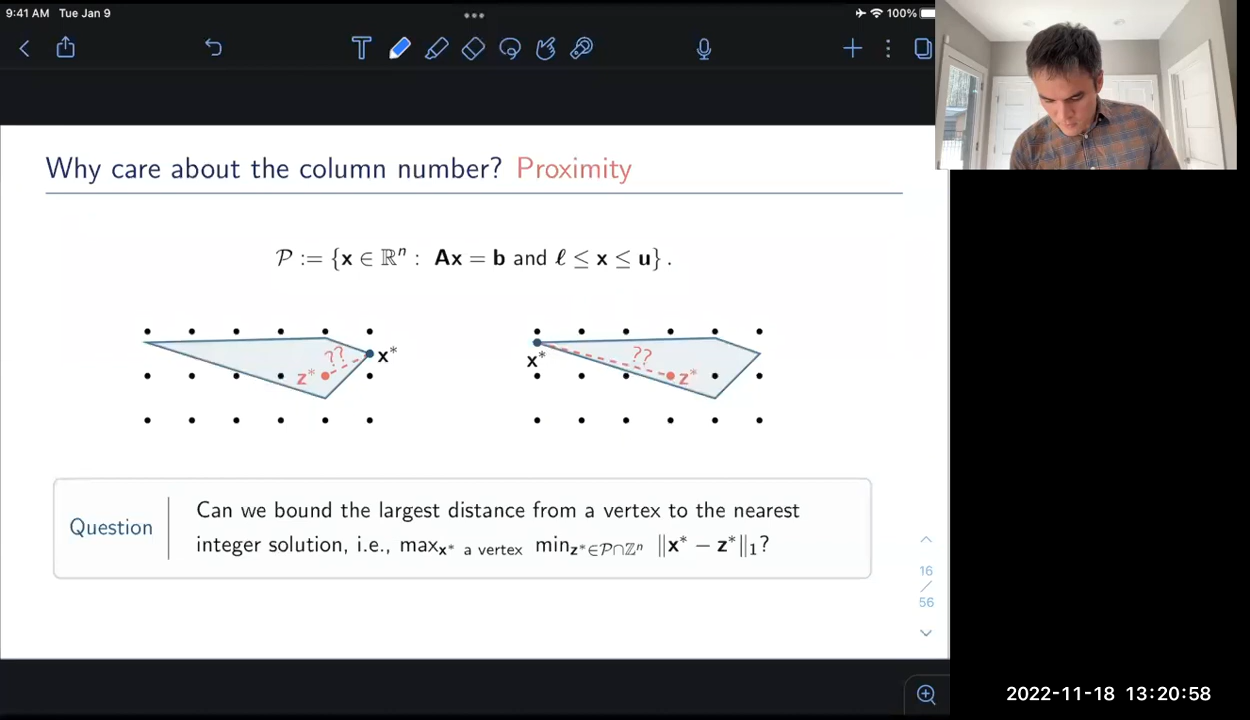 9:41 AM Tue Jan 9
100%
Why care about the column number? Proximity
𝒫 := {x ∈ ℝⁿ : Ax = b and ℓ ≤ x ≤ u} .
??
x*
z*
??
x*
z*
Question
Can we bound the largest distance from a vertex to the nearest
integer solution, i.e., max_{x* a vertex} min_{z*∈𝒫∩ℤⁿ} ‖x* − z*‖₁?
16
/
56
2022-11-18 13:20:58